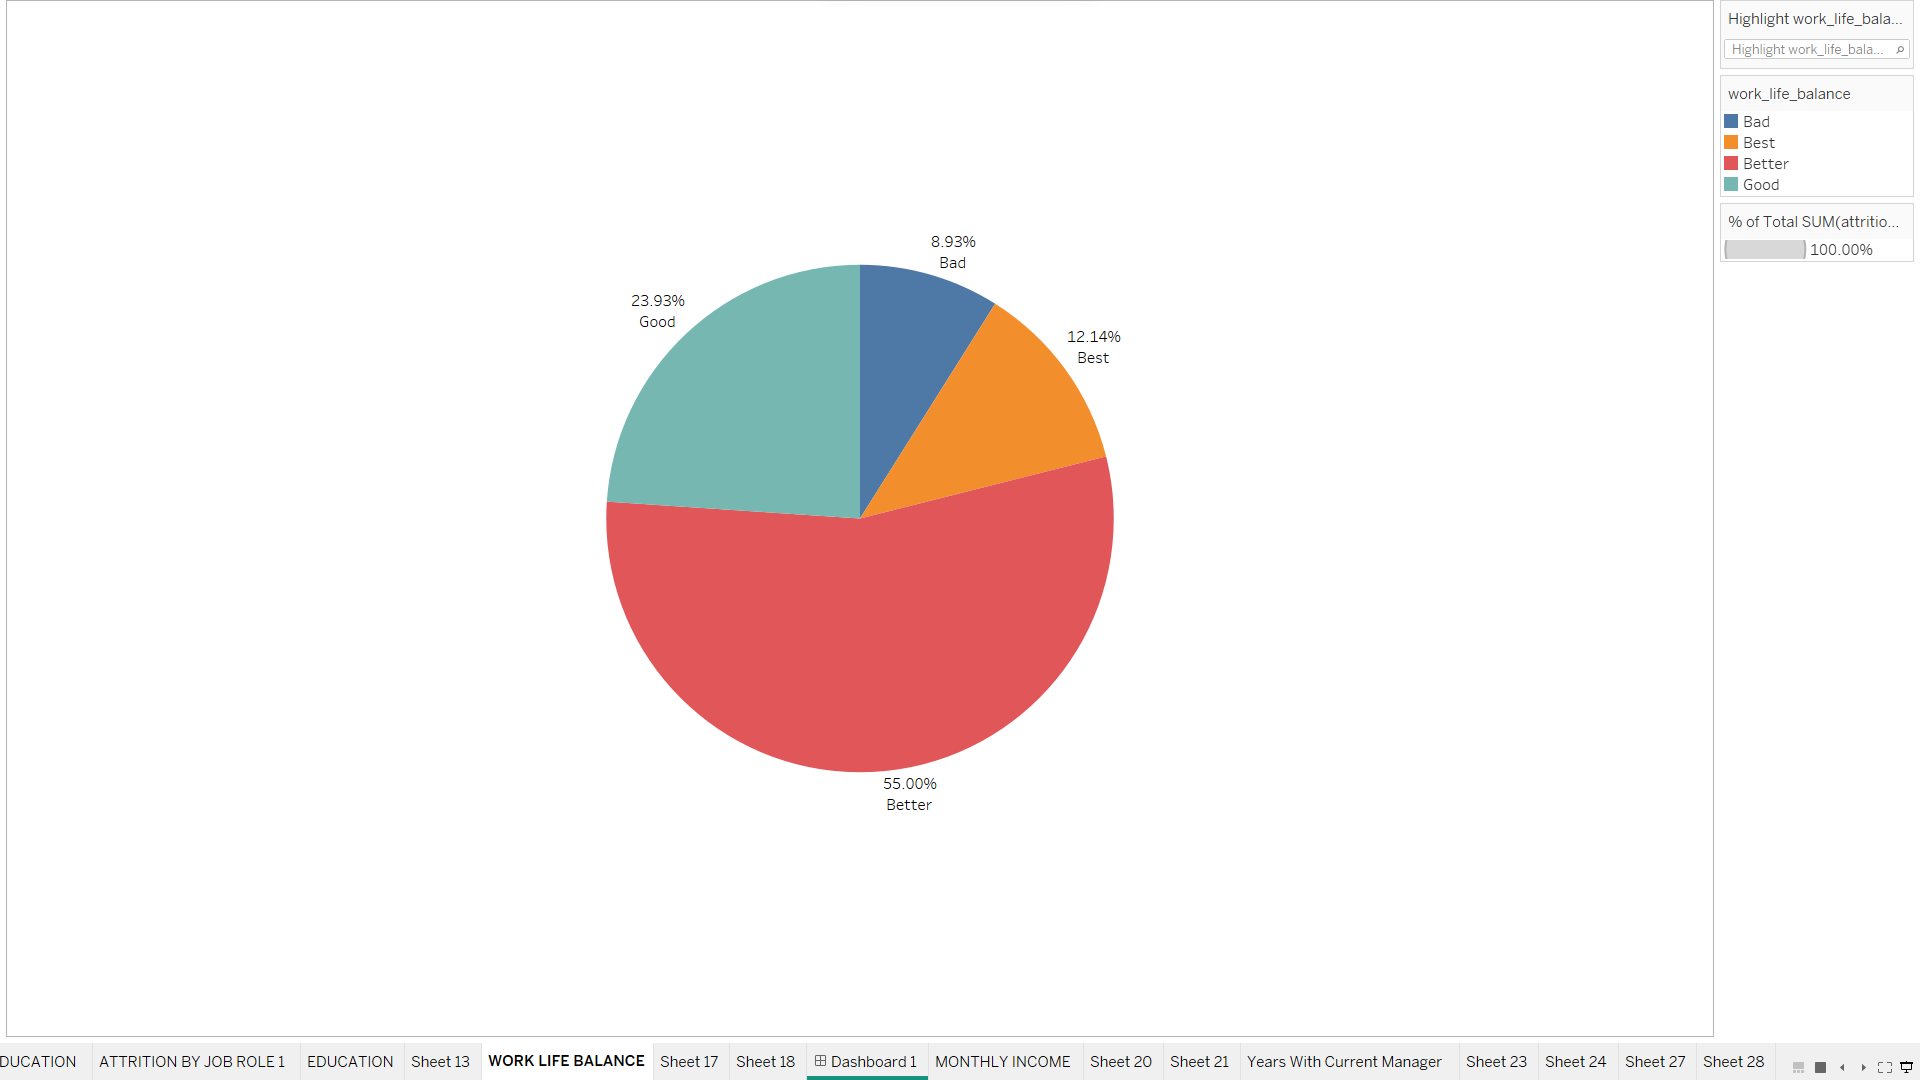 Highlight work_life_bala...
Highlight work_life_bala...
work_life_balance
Bad
Best
Better
Good
% of Total SUM(attritio...
100.00%
8.93%
Bad
12.14%
Best
23.93%
Good
55.00%
Better
DUCATION
ATTRITION BY JOB ROLE 1
EDUCATION
Sheet 13
WORK LIFE BALANCE
Sheet 17
Sheet 18
Dashboard 1
MONTHLY INCOME
Sheet 20
Sheet 21
Years With Current Manager
Sheet 23
Sheet 24
Sheet 27
Sheet 28